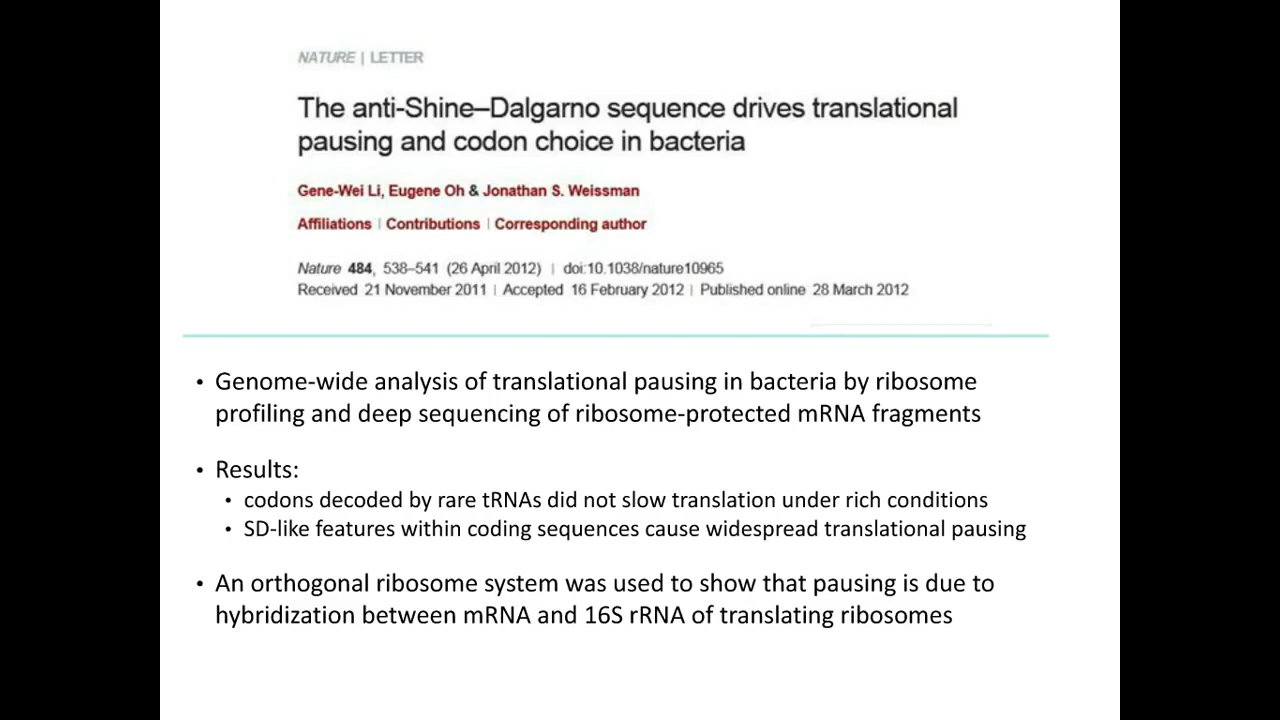 NATURE | LETTER
The anti-Shine–Dalgarno sequence drives translational
pausing and codon choice in bacteria
Gene-Wei Li, Eugene Oh & Jonathan S. Weissman
Affiliations | Contributions | Corresponding author
Nature 484, 538–541 (26 April 2012) | doi:10.1038/nature10965
Received 21 November 2011 | Accepted 16 February 2012 | Published online 28 March 2012
• Genome-wide analysis of translational pausing in bacteria by ribosome
profiling and deep sequencing of ribosome-protected mRNA fragments
• Results:
• codons decoded by rare tRNAs did not slow translation under rich conditions
• SD-like features within coding sequences cause widespread translational pausing
• An orthogonal ribosome system was used to show that pausing is due to
hybridization between mRNA and 16S rRNA of translating ribosomes